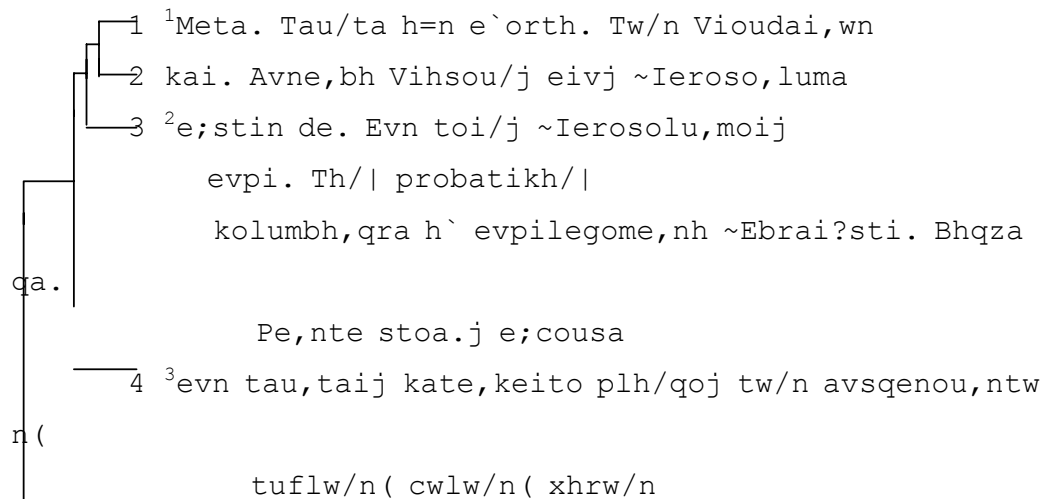 1 ¹Meta. Tau/ta h=n e`orth. Tw/n Vioudai,wn
2 kai. Avne,bh Vihsou/j eivj ~Ieroso,luma
3 ²e;stin de. Evn toi/j ~Ierosolu,moij
evpi. Th/| probatikh/|
kolumbh,qra h` evpilegome,nh ~Ebrai?sti. Bhqza
qa.
Pe,nte stoa.j e;cousa
4 ³evn tau,taij kate,keito plh/qoj tw/n avsqenou,ntw
n(
tuflw/n( cwlw/n( xhrw/n